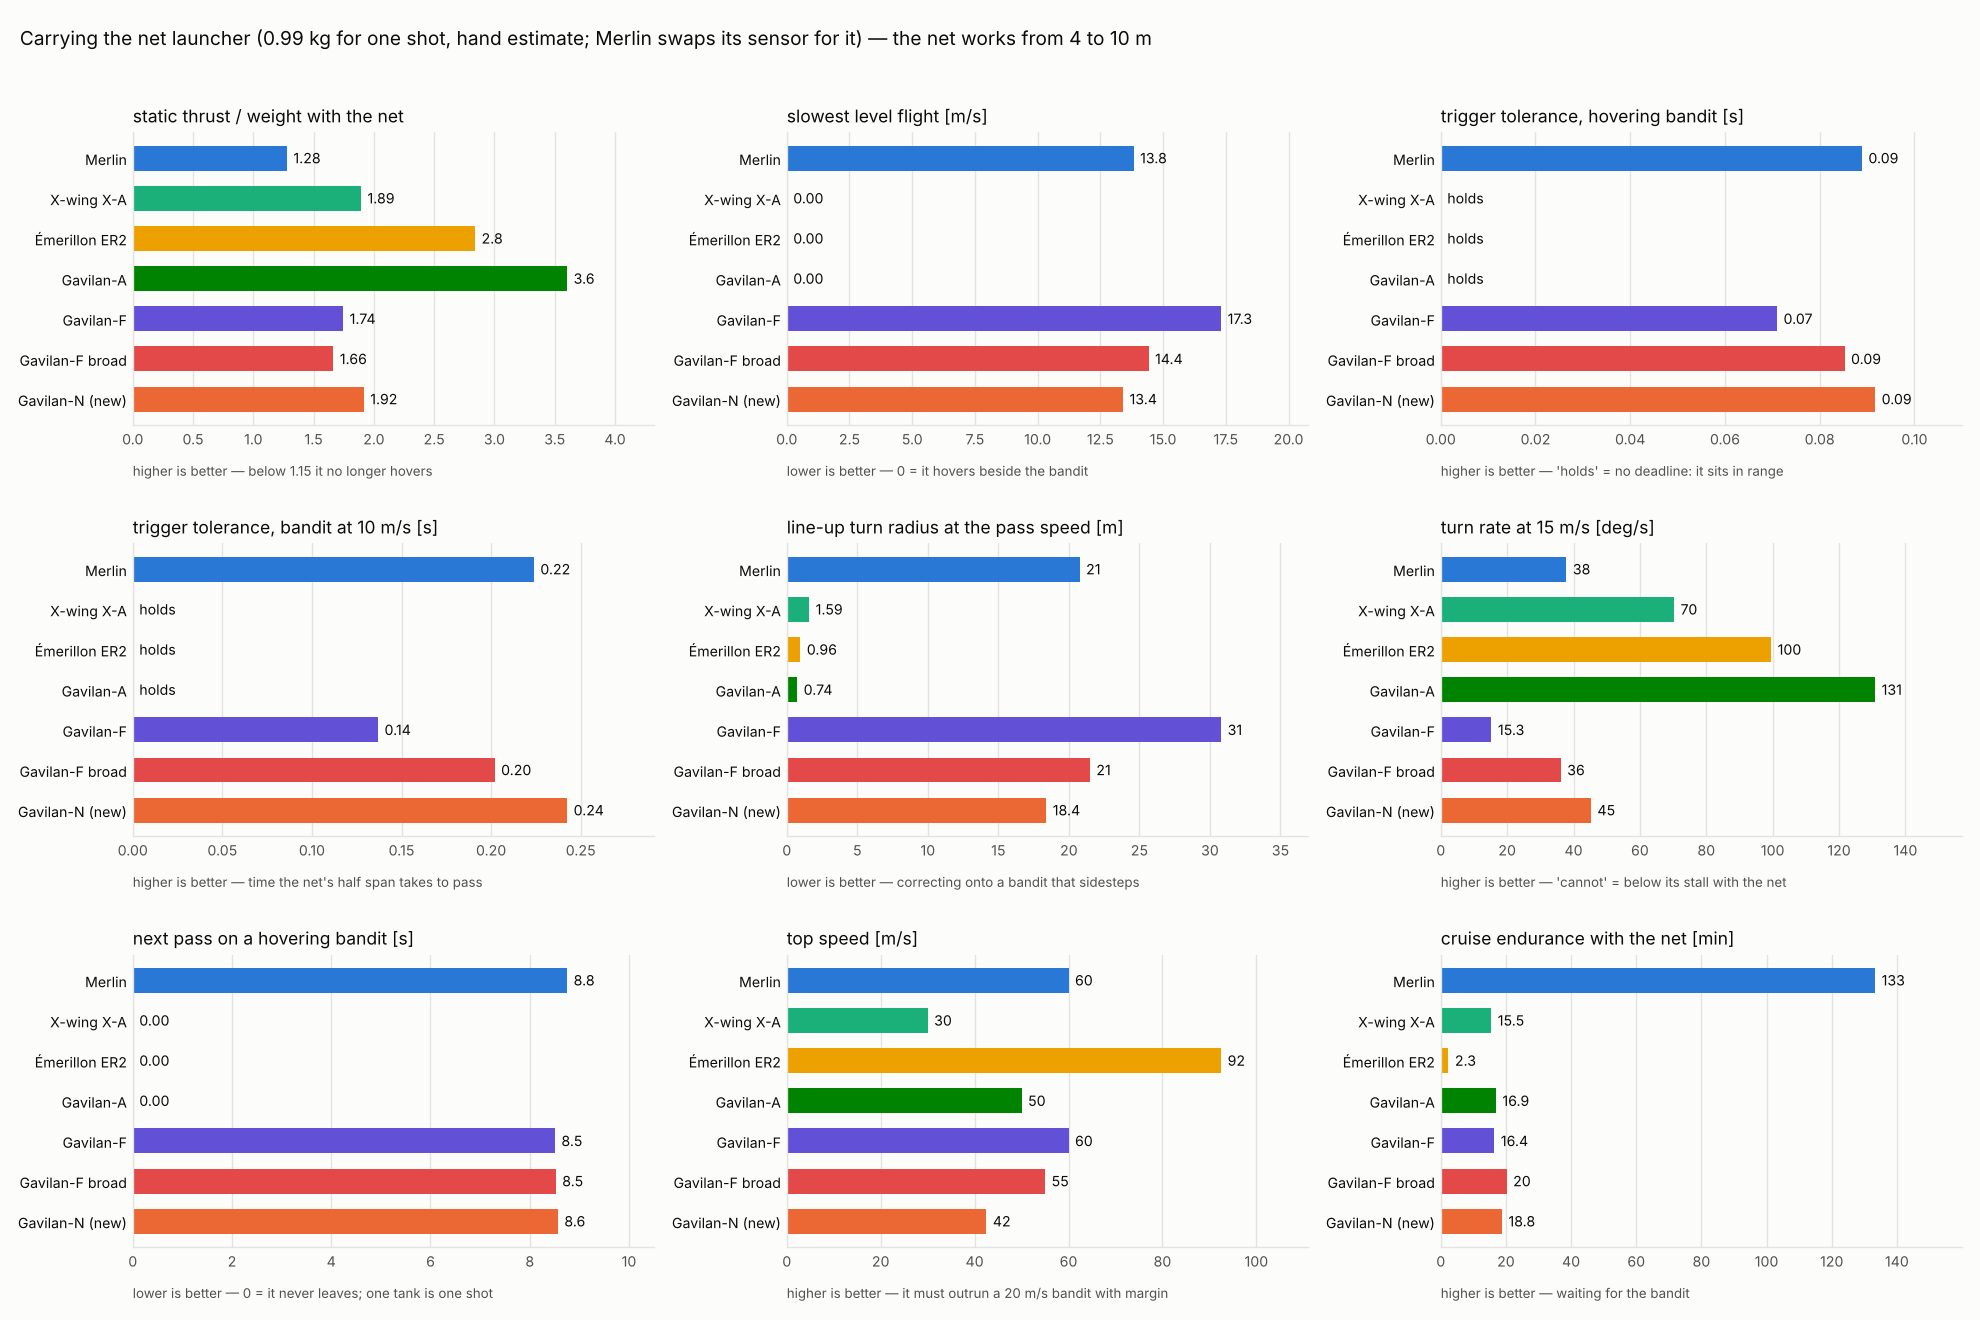 Carrying the net launcher (0.99 kg for one shot, hand estimate; Merlin swaps its sensor for it) — the net works from 4 to 10 m
static thrust / weight with the net
Merlin 1.28
X-wing X-A 1.89
Émerillon ER2 2.8
Gavilan-A 3.6
Gavilan-F 1.74
Gavilan-F broad 1.66
Gavilan-N (new) 1.92
0.0 0.5 1.0 1.5 2.0 2.5 3.0 3.5 4.0
higher is better — below 1.15 it no longer hovers
slowest level flight [m/s]
Merlin 13.8
X-wing X-A 0.00
Émerillon ER2 0.00
Gavilan-A 0.00
Gavilan-F 17.3
Gavilan-F broad 14.4
Gavilan-N (new) 13.4
0.0 2.5 5.0 7.5 10.0 12.5 15.0 17.5 20.0
lower is better — 0 = it hovers beside the bandit
trigger tolerance, hovering bandit [s]
Merlin 0.09
X-wing X-A holds
Émerillon ER2 holds
Gavilan-A holds
Gavilan-F 0.07
Gavilan-F broad 0.09
Gavilan-N (new) 0.09
0.00 0.02 0.04 0.06 0.08 0.10
higher is better — 'holds' = no deadline: it sits in range
trigger tolerance, bandit at 10 m/s [s]
Merlin 0.22
X-wing X-A holds
Émerillon ER2 holds
Gavilan-A holds
Gavilan-F 0.14
Gavilan-F broad 0.20
Gavilan-N (new) 0.24
0.00 0.05 0.10 0.15 0.20 0.25
higher is better — time the net's half span takes to pass
line-up turn radius at the pass speed [m]
Merlin 21
X-wing X-A 1.59
Émerillon ER2 0.96
Gavilan-A 0.74
Gavilan-F 31
Gavilan-F broad 21
Gavilan-N (new) 18.4
0 5 10 15 20 25 30 35
lower is better — correcting onto a bandit that sidesteps
turn rate at 15 m/s [deg/s]
Merlin 38
X-wing X-A 70
Émerillon ER2 100
Gavilan-A 131
Gavilan-F 15.3
Gavilan-F broad 36
Gavilan-N (new) 45
0 20 40 60 80 100 120 140
higher is better — 'cannot' = below its stall with the net
next pass on a hovering bandit [s]
Merlin 8.8
X-wing X-A 0.00
Émerillon ER2 0.00
Gavilan-A 0.00
Gavilan-F 8.5
Gavilan-F broad 8.5
Gavilan-N (new) 8.6
0 2 4 6 8 10
lower is better — 0 = it never leaves; one tank is one shot
top speed [m/s]
Merlin 60
X-wing X-A 30
Émerillon ER2 92
Gavilan-A 50
Gavilan-F 60
Gavilan-F broad 55
Gavilan-N (new) 42
0 20 40 60 80 100
higher is better — it must outrun a 20 m/s bandit with margin
cruise endurance with the net [min]
Merlin 133
X-wing X-A 15.5
Émerillon ER2 2.3
Gavilan-A 16.9
Gavilan-F 16.4
Gavilan-F broad 20
Gavilan-N (new) 18.8
0 20 40 60 80 100 120 140
higher is better — waiting for the bandit